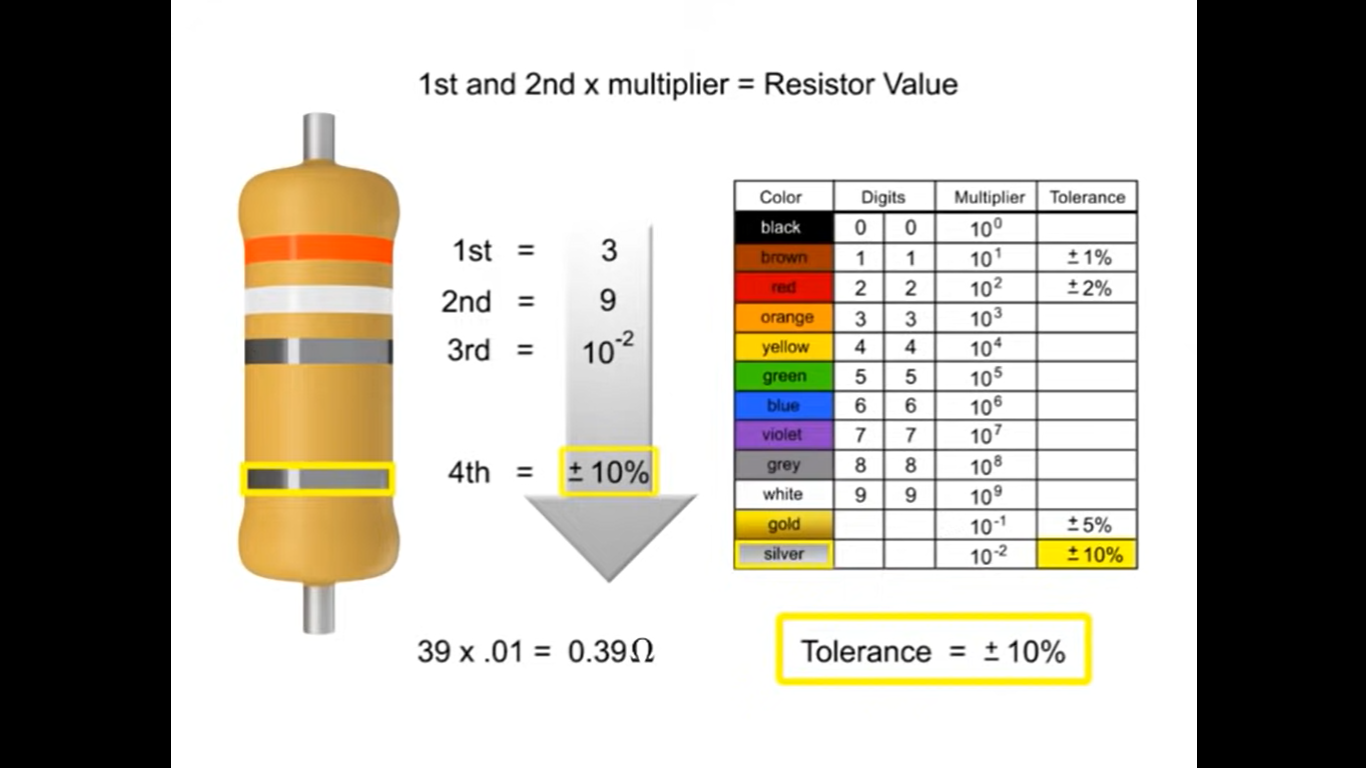 1st and 2nd x multiplier = Resistor Value
1st = 3
2nd = 9
3rd = 10⁻²
4th = ± 10%
39 x .01 = 0.39Ω
Color Digits Multiplier Tolerance
black 0 0 10⁰
brown 1 1 10¹ ± 1%
red 2 2 10² ± 2%
orange 3 3 10³
yellow 4 4 10⁴
green 5 5 10⁵
blue 6 6 10⁶
violet 7 7 10⁷
grey 8 8 10⁸
white 9 9 10⁹
gold 10⁻¹ ± 5%
silver 10⁻² ± 10%
Tolerance = ± 10%